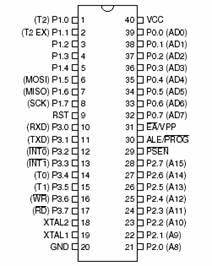 (T2) P1.0 1 40 VCC
(T2 EX) P1.1 2 39 P0.0 (AD0)
P1.2 3 38 P0.1 (AD1)
P1.3 4 37 P0.2 (AD2)
P1.4 5 36 P0.3 (AD3)
(MOSI) P1.5 6 35 P0.4 (AD4)
(MISO) P1.6 7 34 P0.5 (AD5)
(SCK) P1.7 8 33 P0.6 (AD6)
RST 9 32 P0.7 (AD7)
(RXD) P3.0 10 31 EA/VPP
(TXD) P3.1 11 30 ALE/PROG
(INT0) P3.2 12 29 PSEN
(INT1) P3.3 13 28 P2.7 (A15)
(T0) P3.4 14 27 P2.6 (A14)
(T1) P3.5 15 26 P2.5 (A13)
(WR) P3.6 16 25 P2.4 (A12)
(RD) P3.7 17 24 P2.3 (A11)
XTAL2 18 23 P2.2 (A10)
XTAL1 19 22 P2.1 (A9)
GND 20 21 P2.0 (A8)